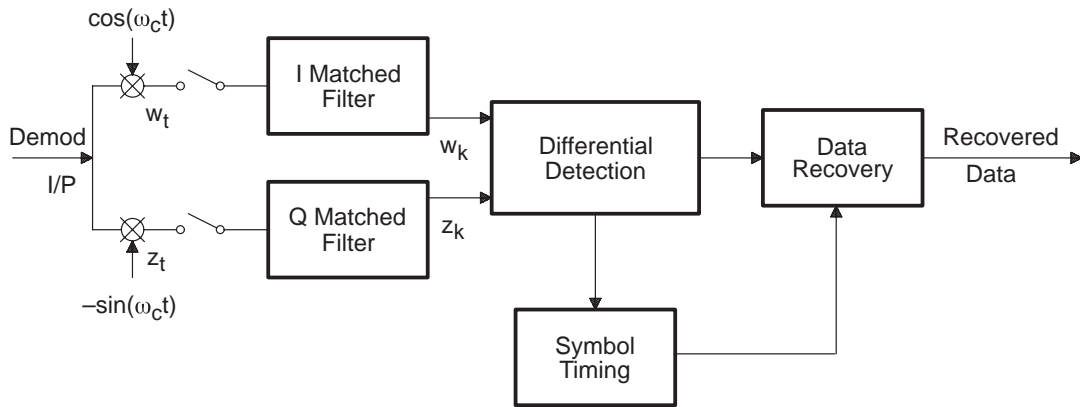 cos(ωct)
I Matched
Filter
wt
wk
Demod
I/P
Differential
Detection
Data
Recovery
Recovered
Data
Q Matched
Filter
zt
zk
–sin(ωct)
Symbol
Timing